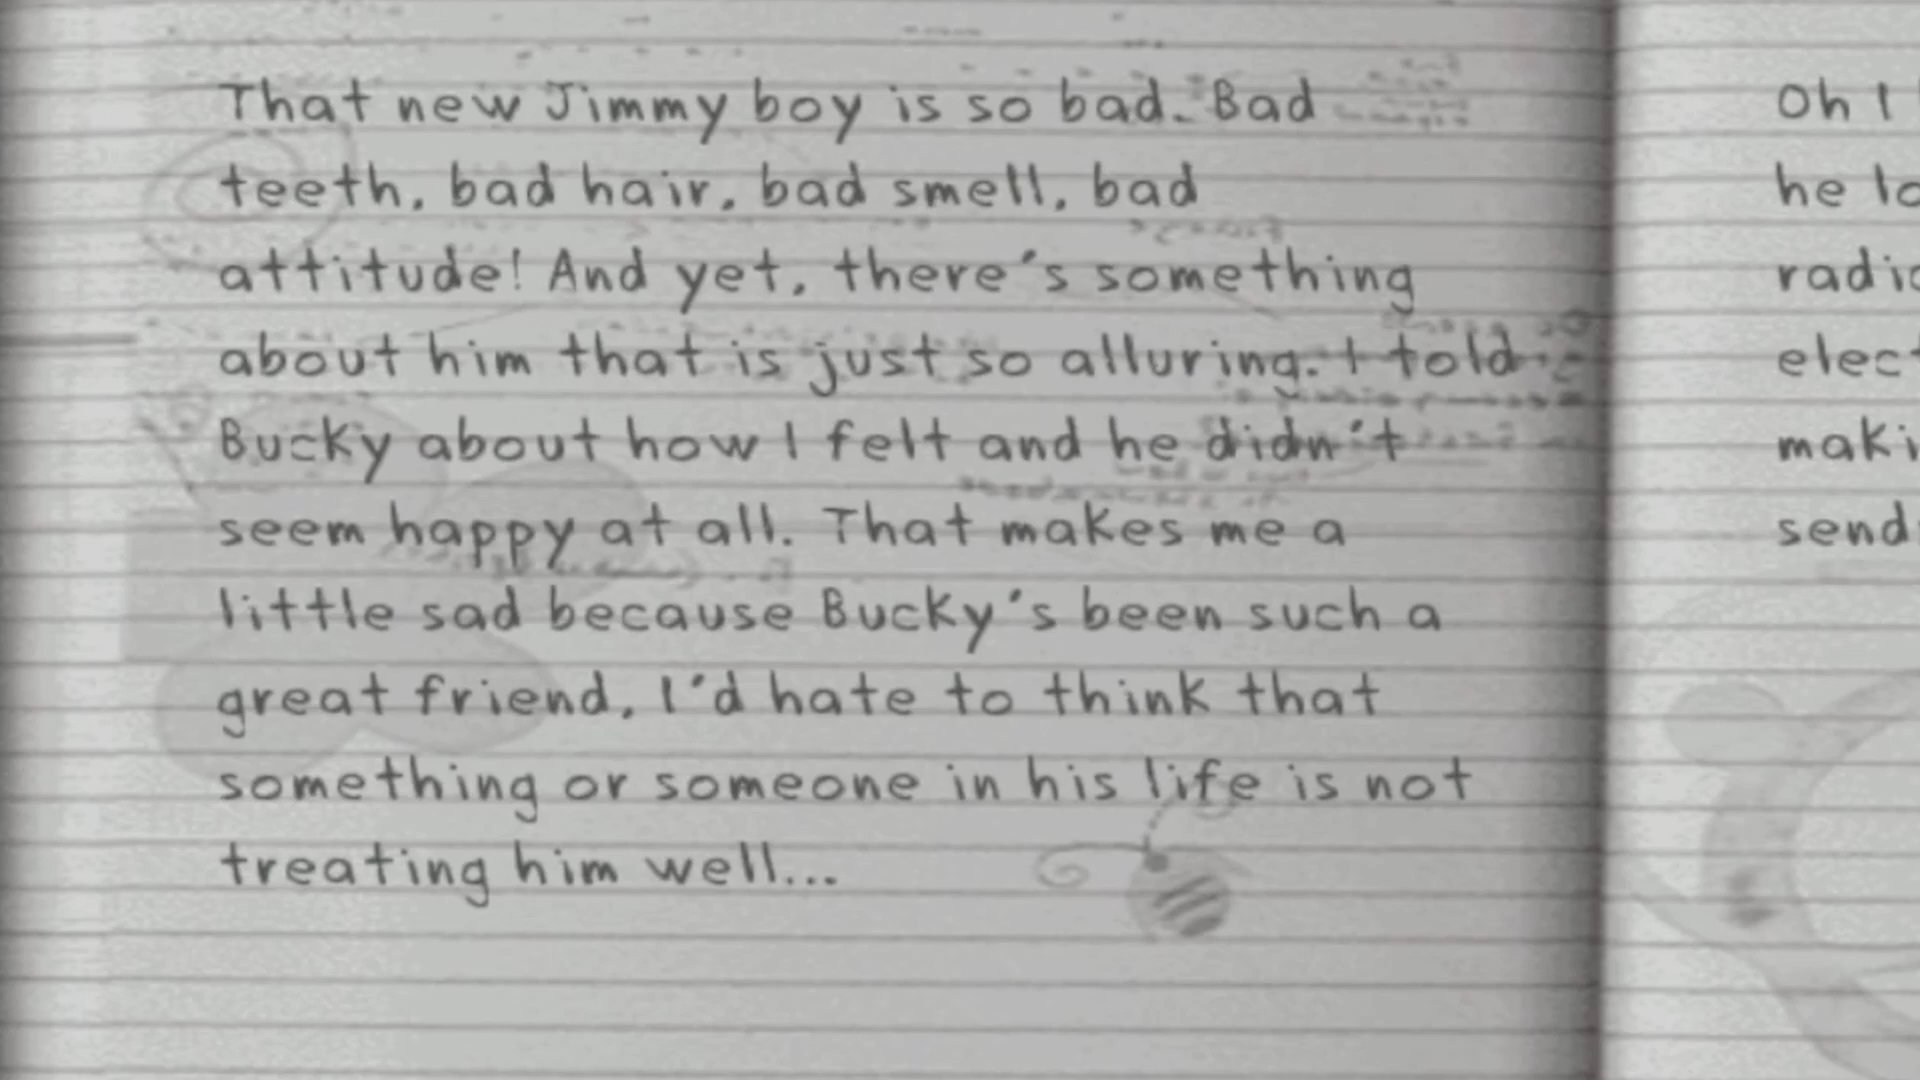 That new Jimmy boy is so bad. Bad
teeth, bad hair, bad smell, bad
attitude! And yet, there's something
about him that is just so alluring. I told
Bucky about how I felt and he didn't
seem happy at all. That makes me a
little sad because Bucky's been such a
great friend, I'd hate to think that
something or someone in his life is not
treating him well...
Oh I
he
send